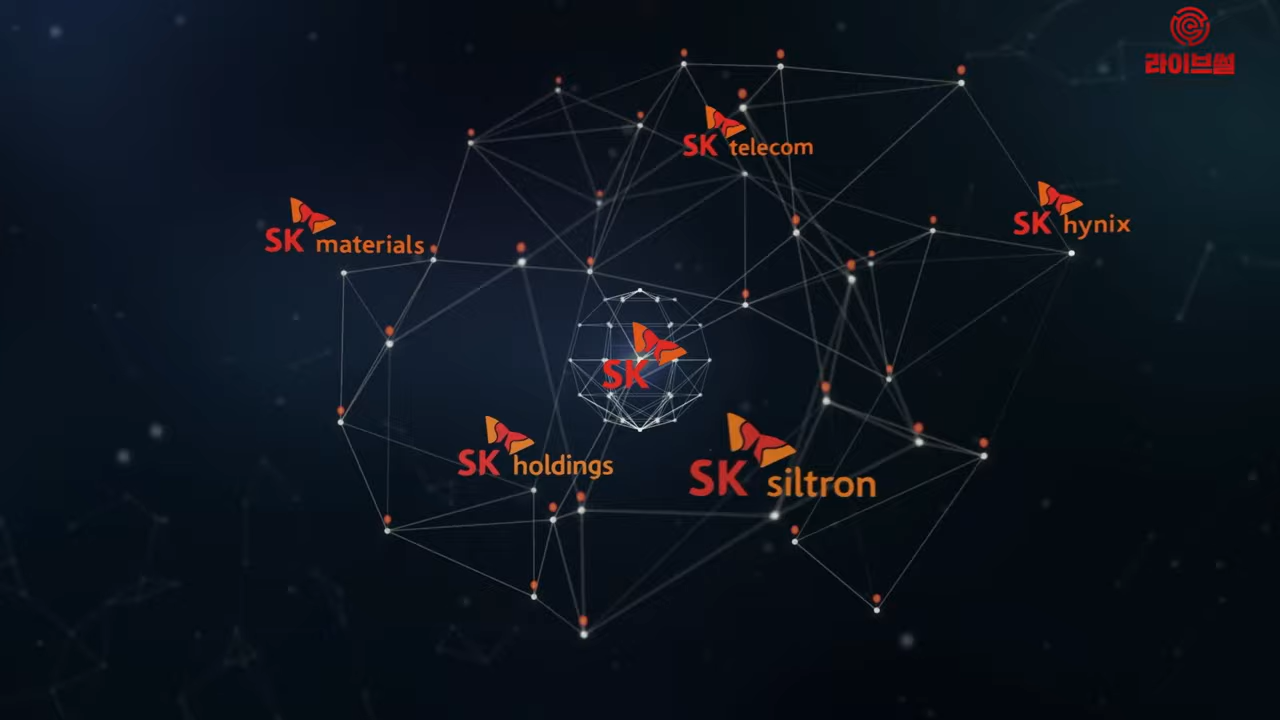 라이브썰
SK telecom
SK hynix
SK materials
SK
SK holdings
SK siltron